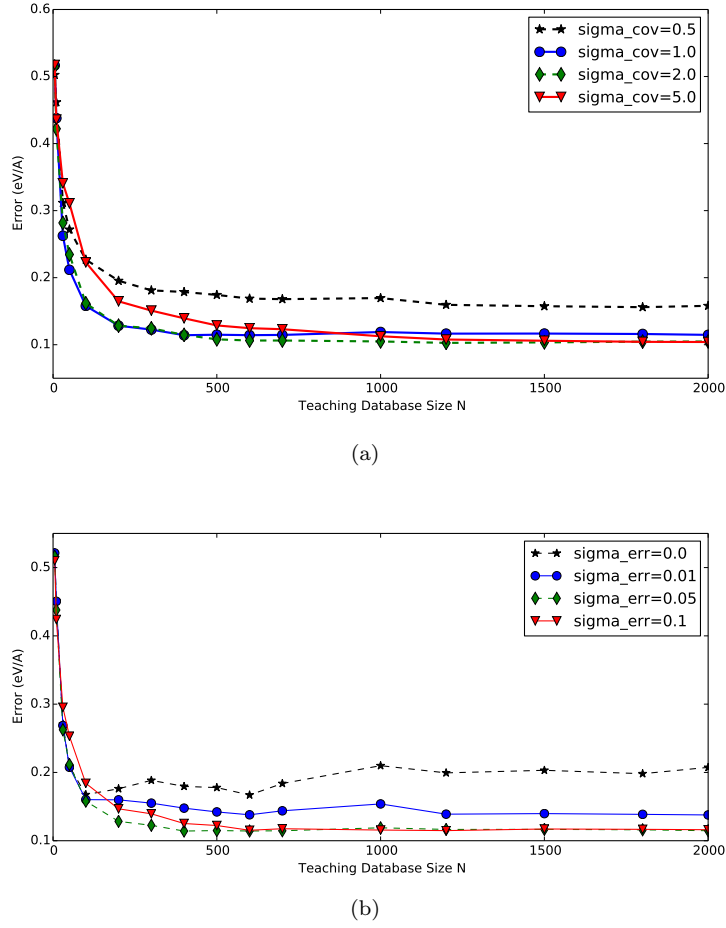 0.6
0.5
0.4
0.3
0.2
0.1
Error (eV/A)
sigma_cov=0.5
sigma_cov=1.0
sigma_cov=2.0
sigma_cov=5.0
0 500 1000 1500 2000
Teaching Database Size N
(a)
0.5
0.4
0.3
0.2
0.1
Error (eV/A)
sigma_err=0.0
sigma_err=0.01
sigma_err=0.05
sigma_err=0.1
0 500 1000 1500 2000
Teaching Database Size N
(b)